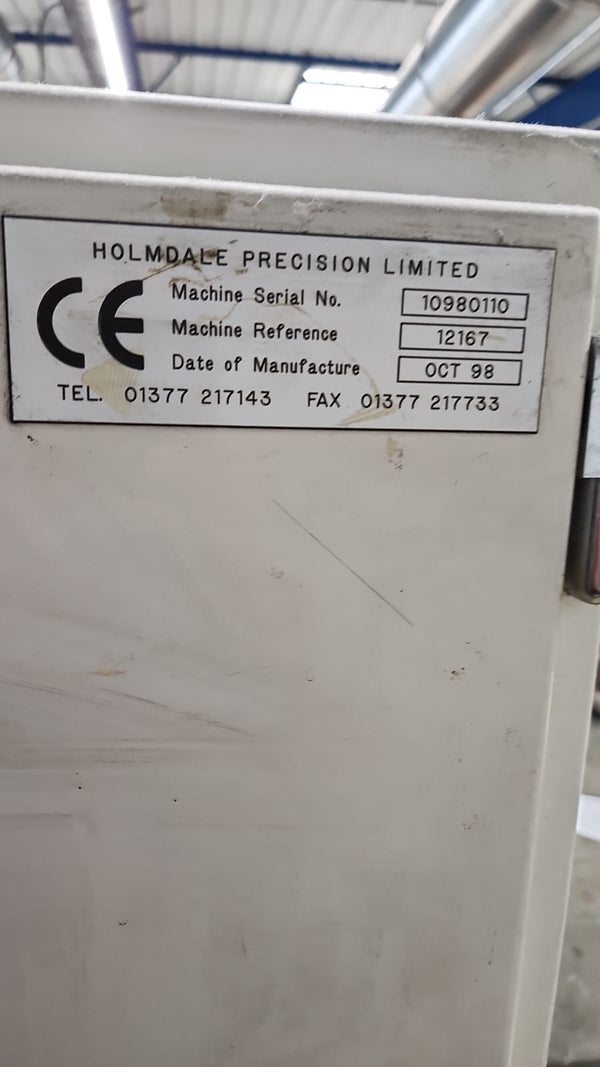 HOLMDALE PRECISION LIMITED
CE
Machine Serial No. 10980110
Machine Reference 12167
Date of Manufacture OCT 98
TEL. 01377 217143 FAX 01377 217733